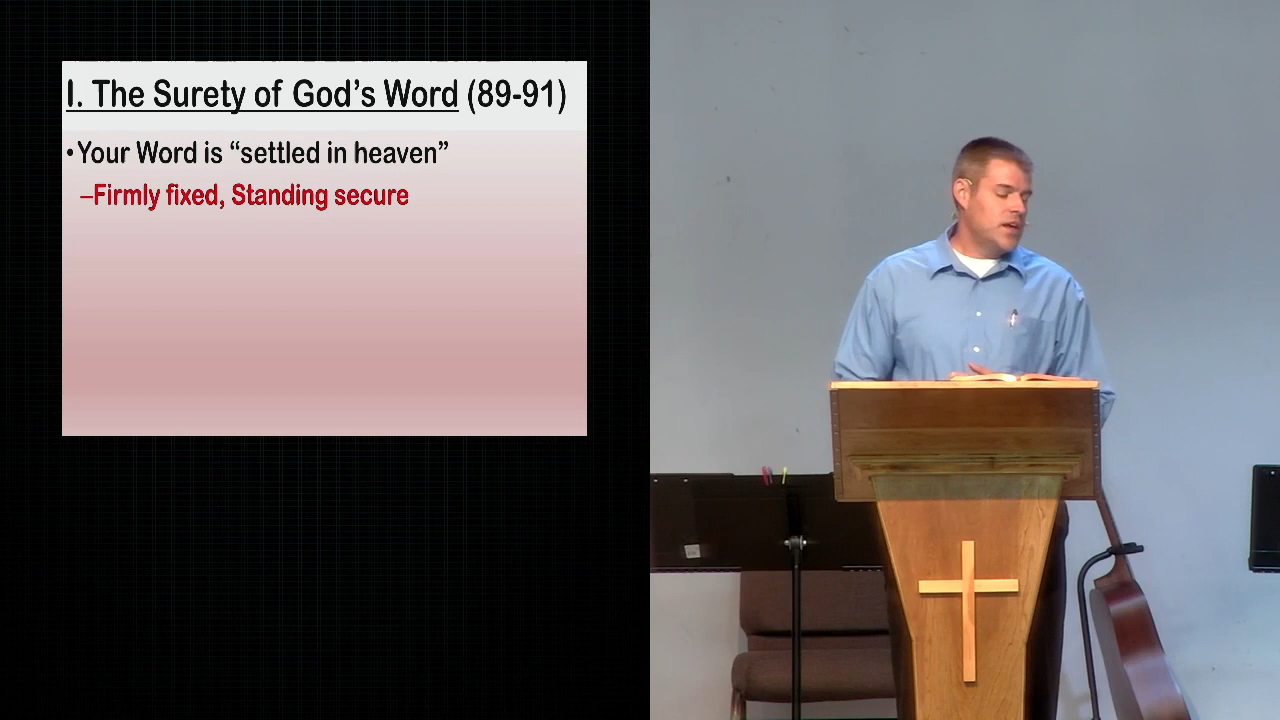 I. The Surety of God’s Word (89-91)
• Your Word is “settled in heaven”
–Firmly fixed, Standing secure